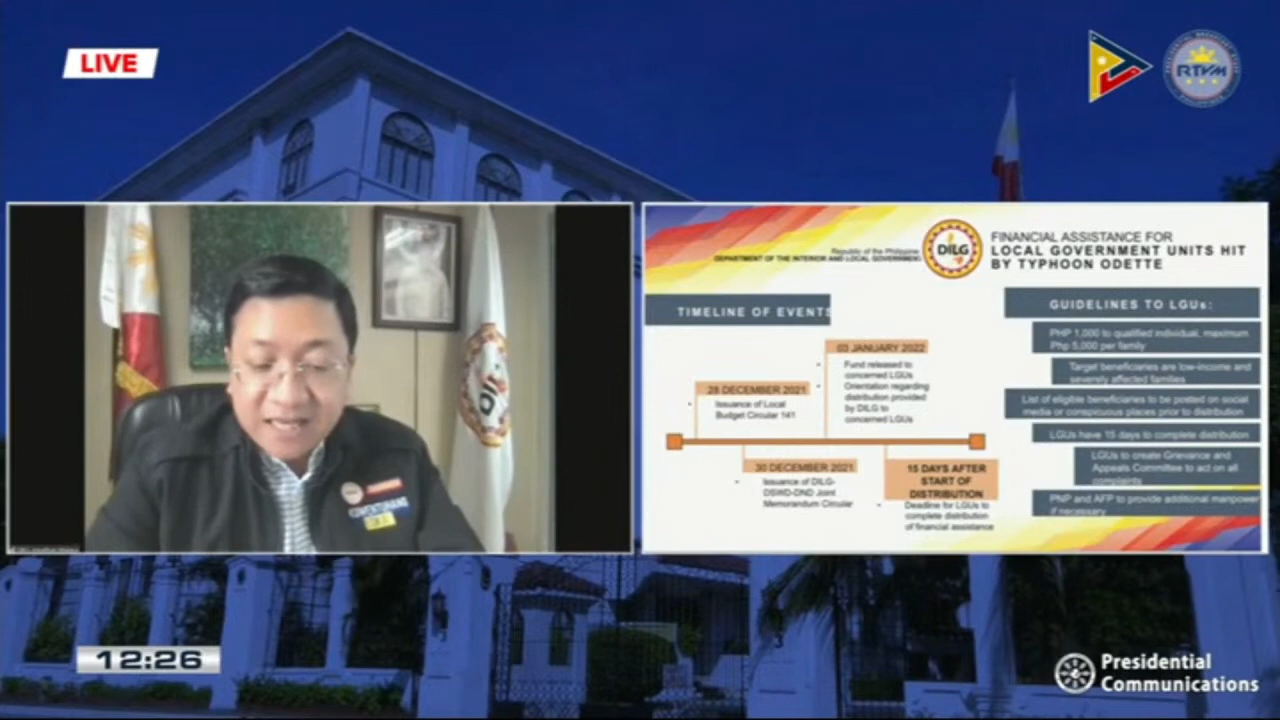 LIVE
RTVM
Republic of the Philippine
DEPARTMENT OF THE INTERIOR AND LOCAL GOVERNMENT
DILG
FINANCIAL ASSISTANCE FOR
LOCAL GOVERNMENT UNITS HIT
BY TYPHOON ODETTE
TIMELINE OF EVENTS
28 DECEMBER 2021
Issuance of Local
Budget Circular 141
03 JANUARY 2022
Fund released to
concerned LGUs
Orientation regarding
distribution provided
by DILG to
concerned LGUs
30 DECEMBER 2021
Issuance of DILG-
DSWD-DND Joint
Memorandum Circular
15 DAYS AFTER
START OF
DISTRIBUTION
Deadline for LGUs to
complete distribution
of financial assistance
GUIDELINES TO LGUs:
PHP 1,000 to qualified individual, maximum
Php 5,000 per family
Target beneficiaries are low-income and
severely affected families
List of eligible beneficiaries to be posted on social
media or conspicuous places prior to distribution
LGUs have 15 days to complete distribution
LGUs to create Grievance and
Appeals Committee to act on all
complaints
PNP and AFP to provide additional manpower
if necessary
12:26
Presidential
Communications